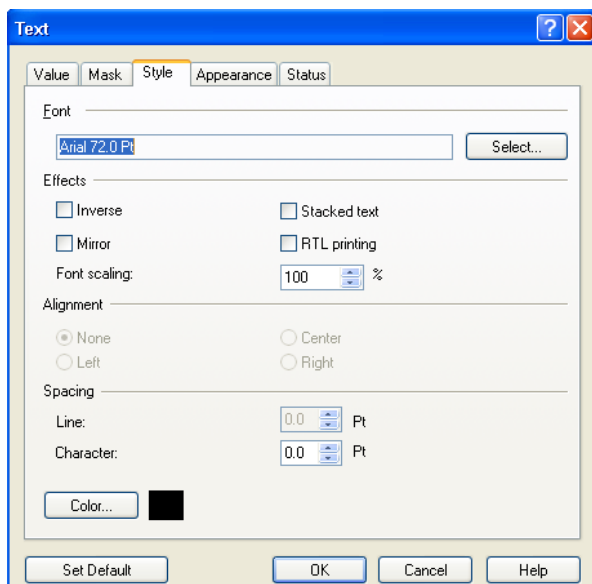 Text
Value Mask Style Appearance Status
Font
Arial 72.0 Pt Select...
Effects
Inverse Stacked text
Mirror RTL printing
Font scaling: 100 %
Alignment
None Center
Left Right
Spacing
Line: 0.0 Pt
Character: 0.0 Pt
Color...
Set Default OK Cancel Help